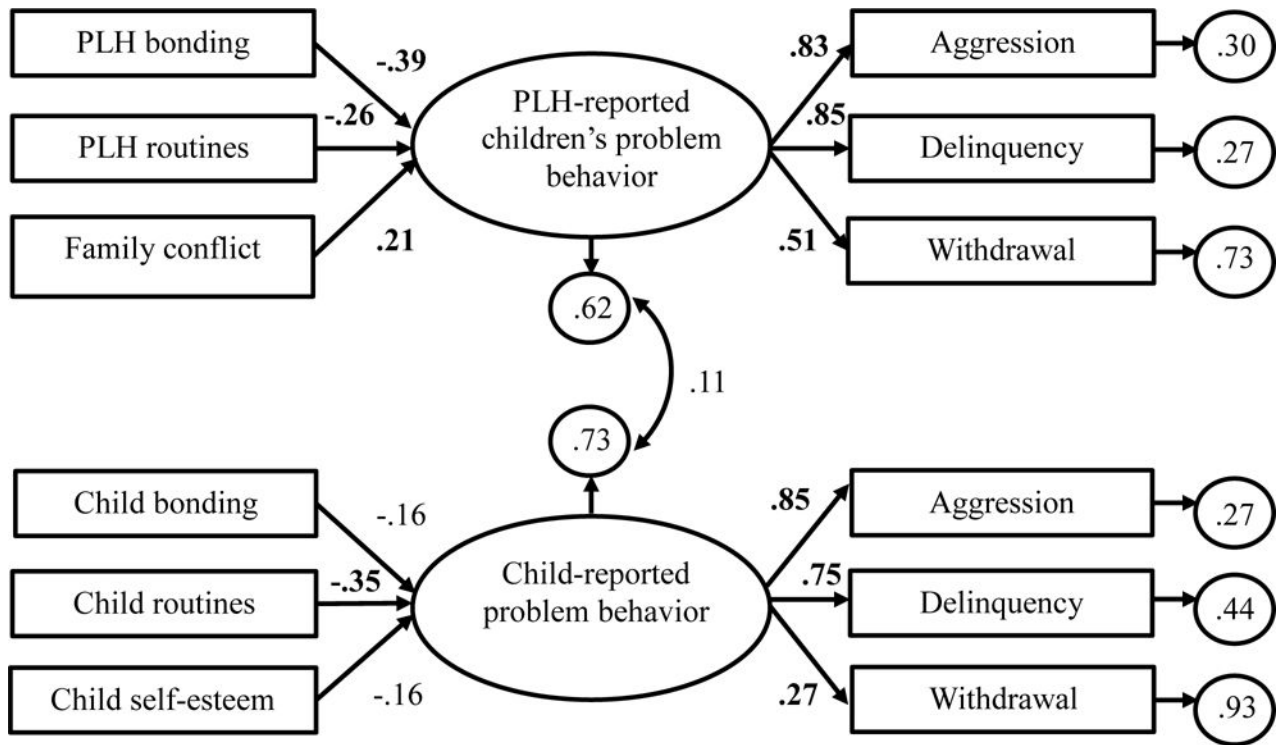 PLH bonding
-.39
.83
Aggression
.30
PLH routines
-.26
PLH-reported
children's problem
behavior
.85
Delinquency
.27
Family conflict
.21
.51
Withdrawal
.73
.62
.11
.73
Child bonding
-.16
.85
Aggression
.27
Child routines
-.35
Child-reported
problem behavior
.75
Delinquency
.44
Child self-esteem
-.16
.27
Withdrawal
.93